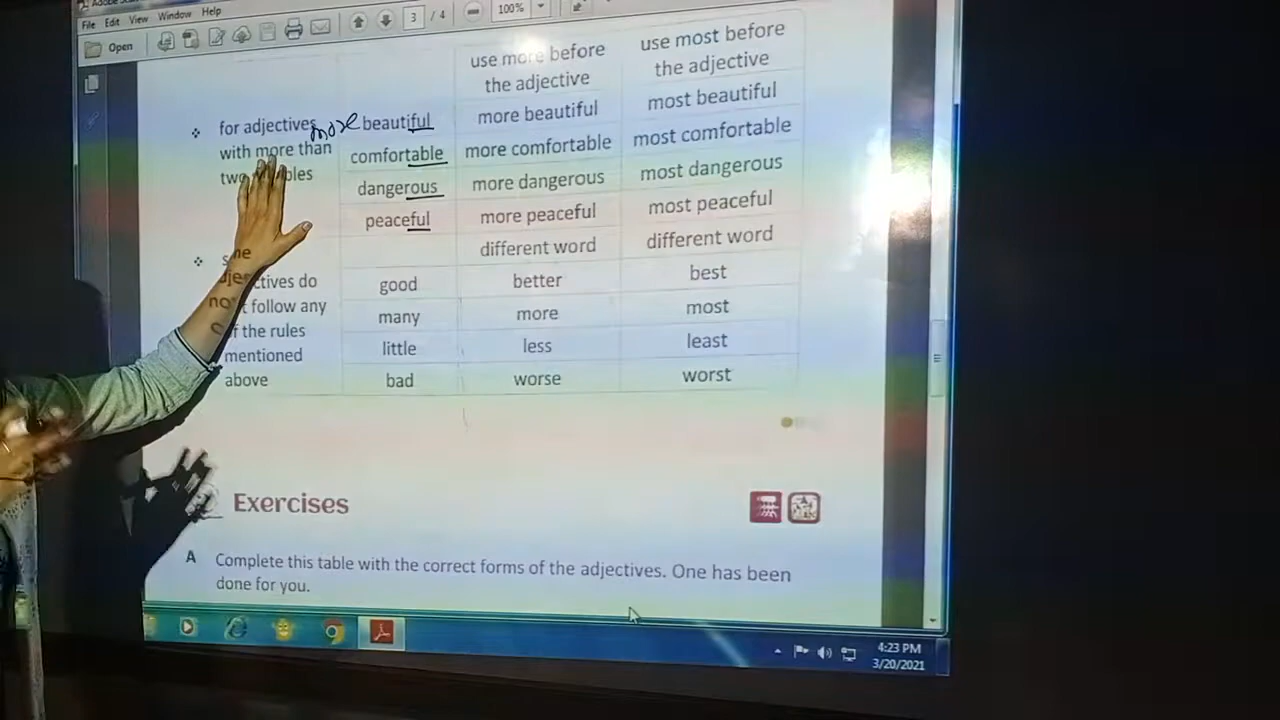 File Edit View Window Help
Open
3 / 4
100%
use more before use most before
the adjective the adjective
for adjectives more beautiful more beautiful most beautiful
with more than comfortable more comfortable most comfortable
two dangerous more dangerous most dangerous
peaceful more peaceful most peaceful
different word different word
tives do good better best
follow any many more most
of the rules little less least
mentioned
above bad worse worst
Exercises
A Complete this table with the correct forms of the adjectives. One has been
done for you.
4:23 PM
3/20/2021